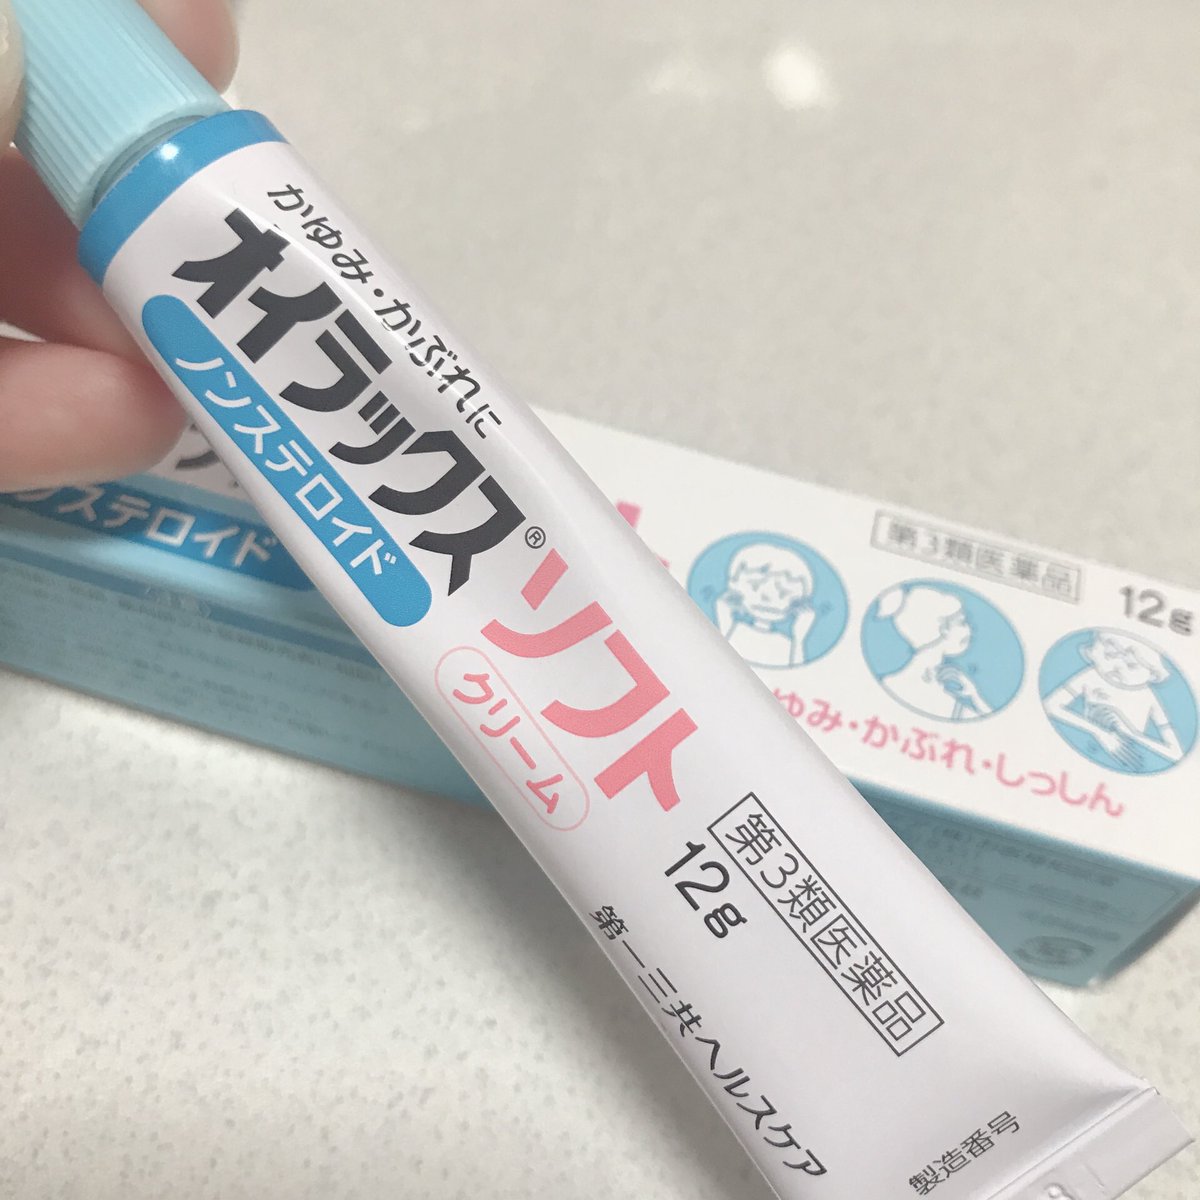 かゆみ・かぶれに
オイラックス®
ソフト
ノンステロイド
クリーム
12g
第3類医薬品
第一三共ヘルスケア
製造番号
ステロイド
第3類医薬品
12g
ゆみ・かぶれ・しっしん